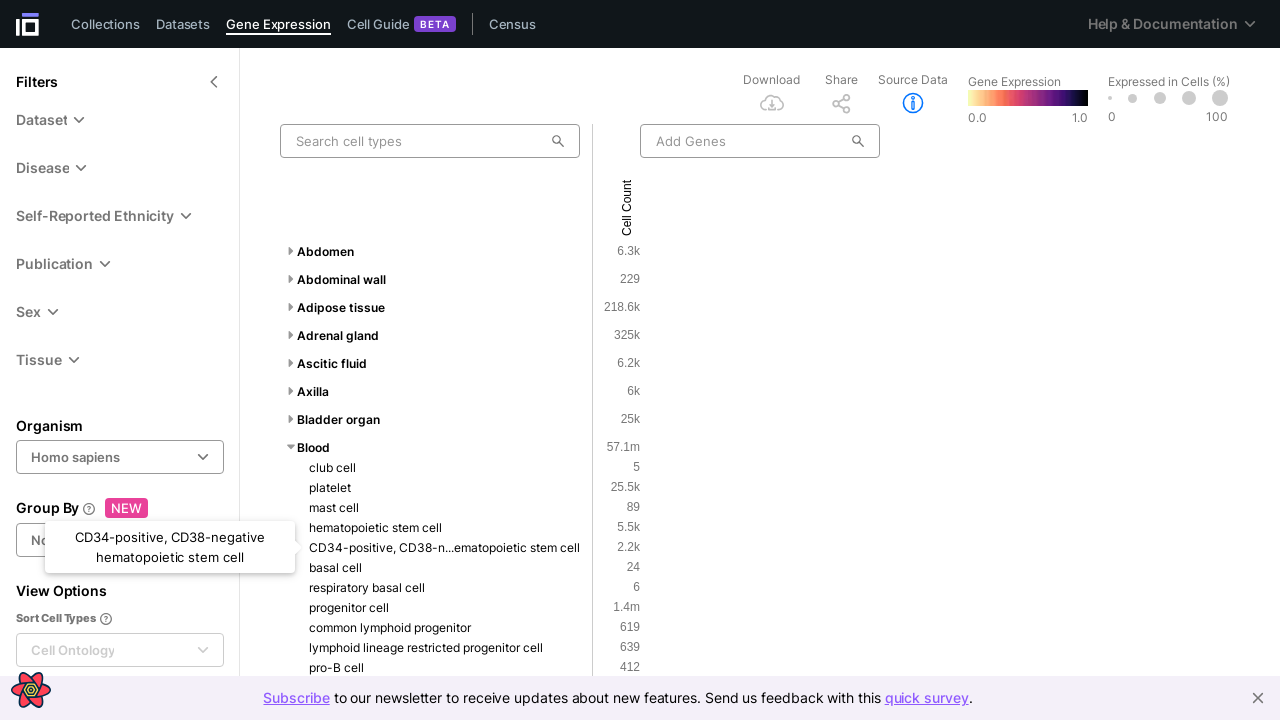 Collections Datasets Gene Expression Cell Guide BETA Census Help & Documentation
Filters
Dataset
Disease
Self-Reported Ethnicity
Publication
Sex
Tissue
Organism
Homo sapiens
Group By NEW
View Options
Sort Cell Types
Cell Ontology
Download Share Source Data
Gene Expression
0.0 1.0
Expressed in Cells (%)
0 100
Search cell types
Add Genes
Cell Count
Abdomen 6.3k
Abdominal wall 229
Adipose tissue 218.6k
Adrenal gland 325k
Ascitic fluid 6.2k
Axilla 6k
Bladder organ 25k
Blood 57.1m
club cell 5
platelet 25.5k
mast cell 89
hematopoietic stem cell 5.5k
CD34-positive, CD38-n...ematopoietic stem cell 2.2k
basal cell 24
respiratory basal cell 6
progenitor cell 1.4m
common lymphoid progenitor 619
lymphoid lineage restricted progenitor cell 639
pro-B cell 412
CD34-positive, CD38-negative
hematopoietic stem cell
Subscribe to our newsletter to receive updates about new features. Send us feedback with this quick survey.